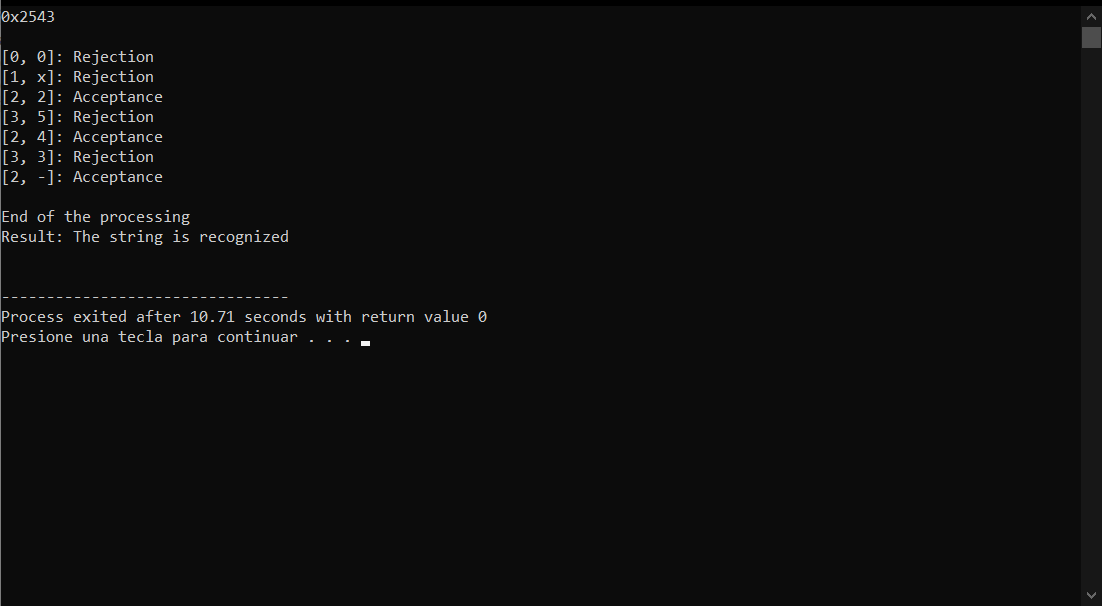 0x2543
[0, 0]: Rejection
[1, x]: Rejection
[2, 2]: Acceptance
[3, 5]: Rejection
[2, 4]: Acceptance
[3, 3]: Rejection
[2, -]: Acceptance
End of the processing
Result: The string is recognized
--------------------------------
Process exited after 10.71 seconds with return value 0
Presione una tecla para continuar . . .